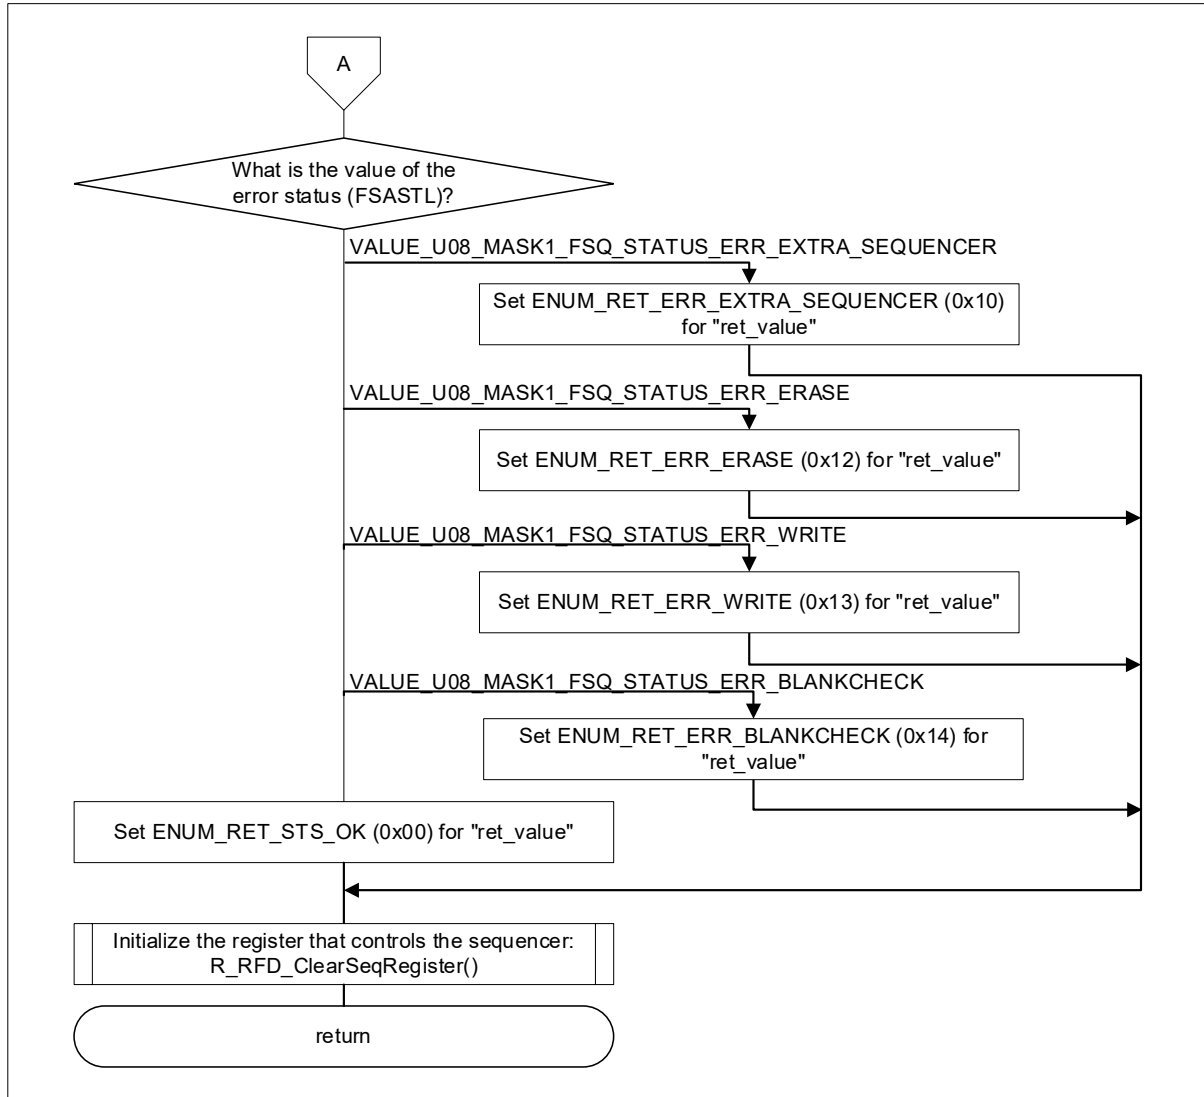 A
What is the value of the
error status (FSASTL)?
VALUE_U08_MASK1_FSQ_STATUS_ERR_EXTRA_SEQUENCER
Set ENUM_RET_ERR_EXTRA_SEQUENCER (0x10)
for "ret_value"
VALUE_U08_MASK1_FSQ_STATUS_ERR_ERASE
Set ENUM_RET_ERR_ERASE (0x12) for "ret_value"
VALUE_U08_MASK1_FSQ_STATUS_ERR_WRITE
Set ENUM_RET_ERR_WRITE (0x13) for "ret_value"
VALUE_U08_MASK1_FSQ_STATUS_ERR_BLANKCHECK
Set ENUM_RET_ERR_BLANKCHECK (0x14) for
"ret_value"
Set ENUM_RET_STS_OK (0x00) for "ret_value"
Initialize the register that controls the sequencer:
R_RFD_ClearSeqRegister()
return